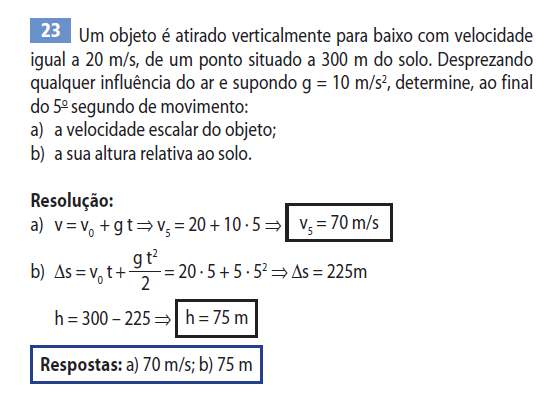 23 Um objeto é atirado verticalmente para baixo com velocidade
igual a 20 m/s, de um ponto situado a 300 m do solo. Desprezando
qualquer influência do ar e supondo g = 10 m/s², determine, ao final
do 5º segundo de movimento:
a) a velocidade escalar do objeto;
b) a sua altura relativa ao solo.
Resolução:
a) v = v₀ + g t ⇒ v₅ = 20 + 10 · 5 ⇒ v₅ = 70 m/s
b) Δs = v₀ t + g t²/2 = 20 · 5 + 5 · 5² ⇒ Δs = 225m
h = 300 – 225 ⇒ h = 75 m
Respostas: a) 70 m/s; b) 75 m